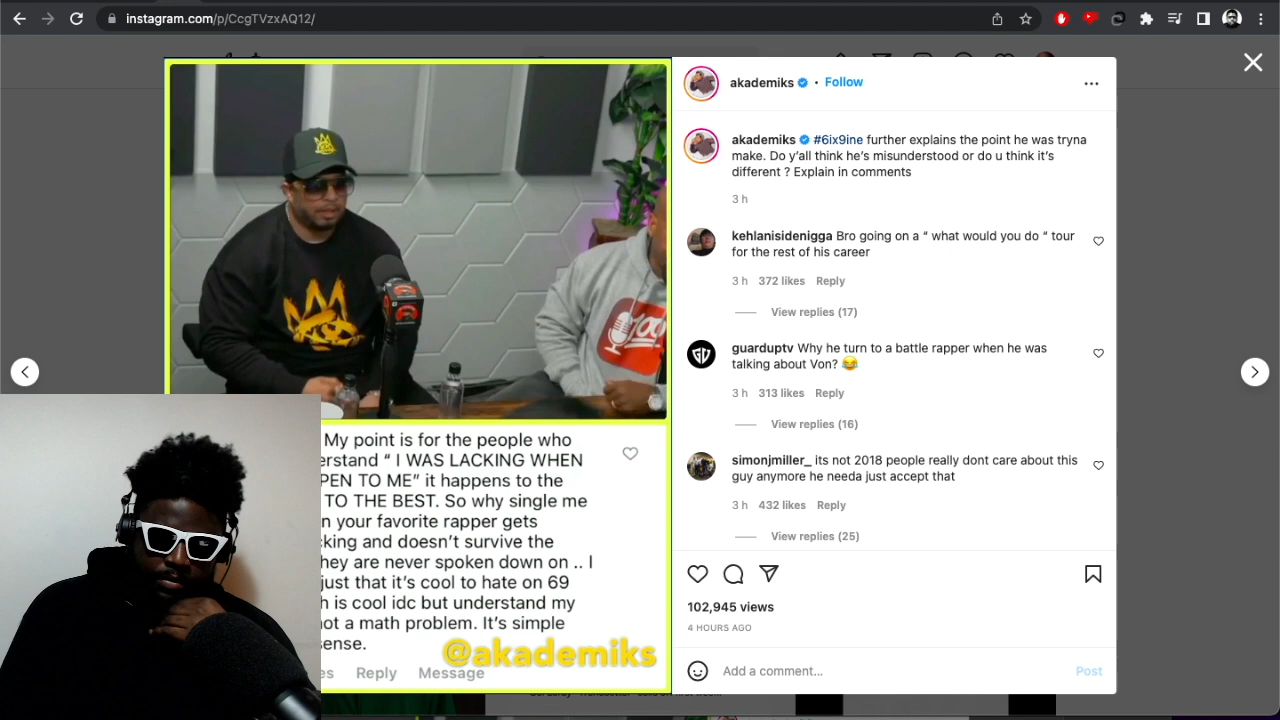 instagram.com/p/CcgTVzxAQ12/
akademiks • Follow
akademiks #6ix9ine further explains the point he was tryna
make. Do y’all think he’s misunderstood or do u think it’s
different ? Explain in comments
3 h
kehlanisidenigga Bro going on a “ what would you do “ tour
for the rest of his career
3 h 372 likes Reply
View replies (17)
guarduptv Why he turn to a battle rapper when he was
talking about Von? 😂
3 h 313 likes Reply
View replies (16)
simonjmiller_ its not 2018 people really dont care about this
guy anymore he needa just accept that
3 h 432 likes Reply
View replies (25)
102,945 views
4 HOURS AGO
Add a comment... Post
My point is for the people who
erstand “ I WAS LACKING WHEN
PEN TO ME” it happens to the
TO THE BEST. So why single me
n your favorite rapper gets
cking and doesn’t survive the
hey are never spoken down on .. I
just that it’s cool to hate on 69
h is cool idc but understand my
ot a math problem. It’s simple
sense.
@akademiks
es Reply Message